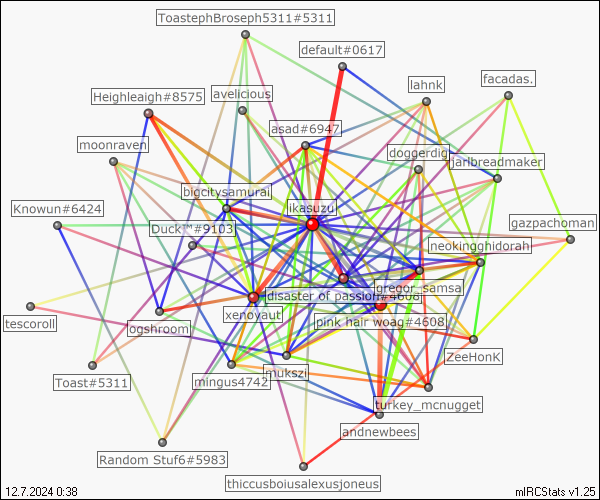 ToastephBroseph5311#5311
default#0617
lahnk
facadas.
Heighleaigh#8575
avelicious
asad#6947
moonraven
doggerdig
jarlbreadmaker
bigcitysamurai
likasuzu
Knowun#6424
gazpachoman
Duck™#9103
neokingghidorah
gregor_samsa
disaster of passion#4608
xenoyaut
pink hair woag#4608
tescoroll
ogshroom
ZeeHonK
mukszi
mingus4742
Toast#5311
turkey_mcnugget
andnewbees
Random Stuf6#5983
thiccusboiusalexusjoneus
12.7.2024 0:38
mIRCStats v1.25